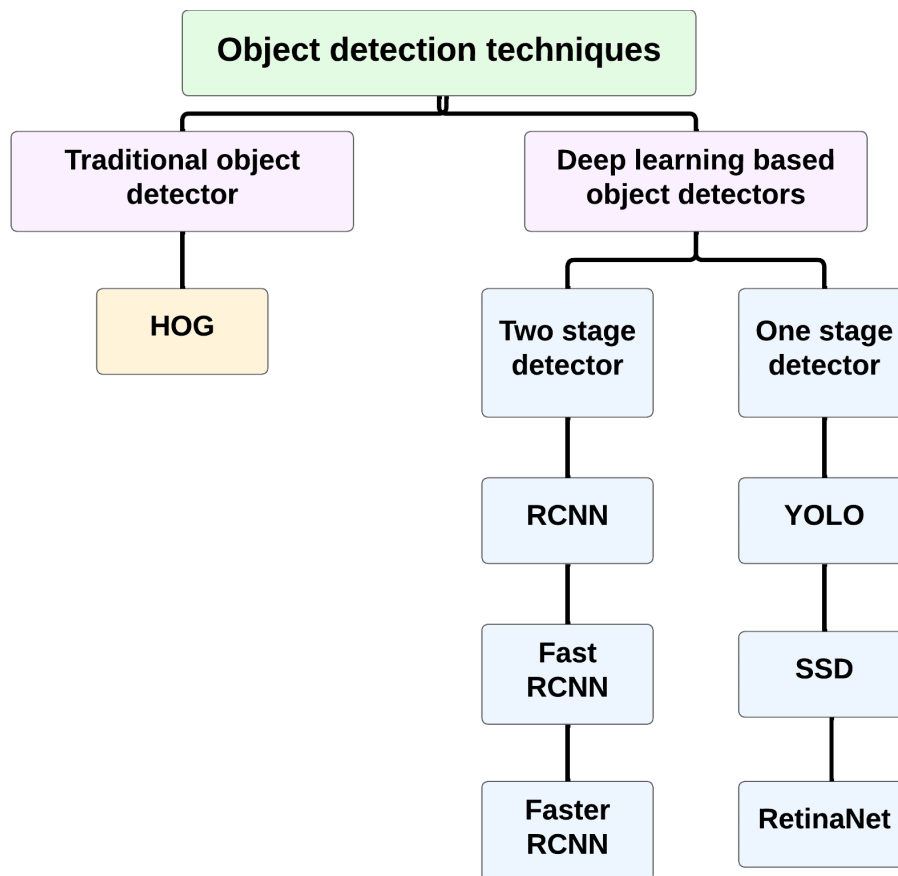 Object detection techniques
Traditional object
detector
Deep learning based
object detectors
HOG
Two stage
detector
One stage
detector
RCNN
YOLO
Fast
RCNN
SSD
Faster
RCNN
RetinaNet